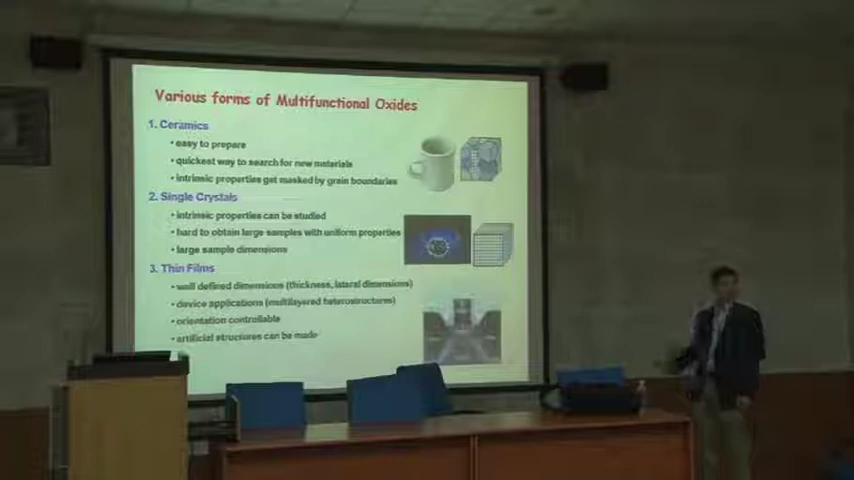 Various forms of Multifunctional Oxides
1. Ceramics
• easy to prepare
• quickest way to search for new materials
• intrinsic properties get masked by grain boundaries
2. Single Crystals
• intrinsic properties can be studied
• hard to obtain large samples with uniform properties
• large sample dimensions
3. Thin Films
• well defined dimensions (thickness, lateral dimensions)
• device applications (multilayered heterostructures)
• orientation controllable
• artificial structures can be made